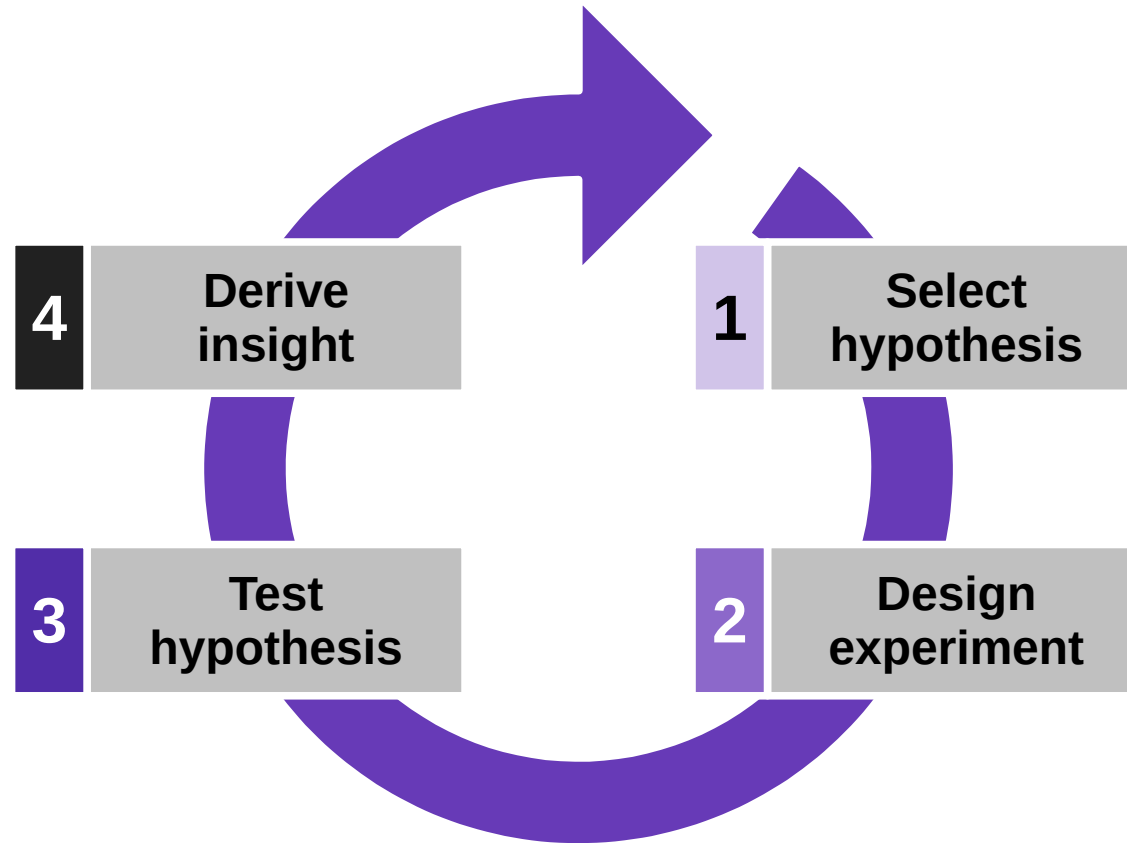 1
Select
hypothesis
2
Design
experiment
3
Test
hypothesis
4
Derive
insight